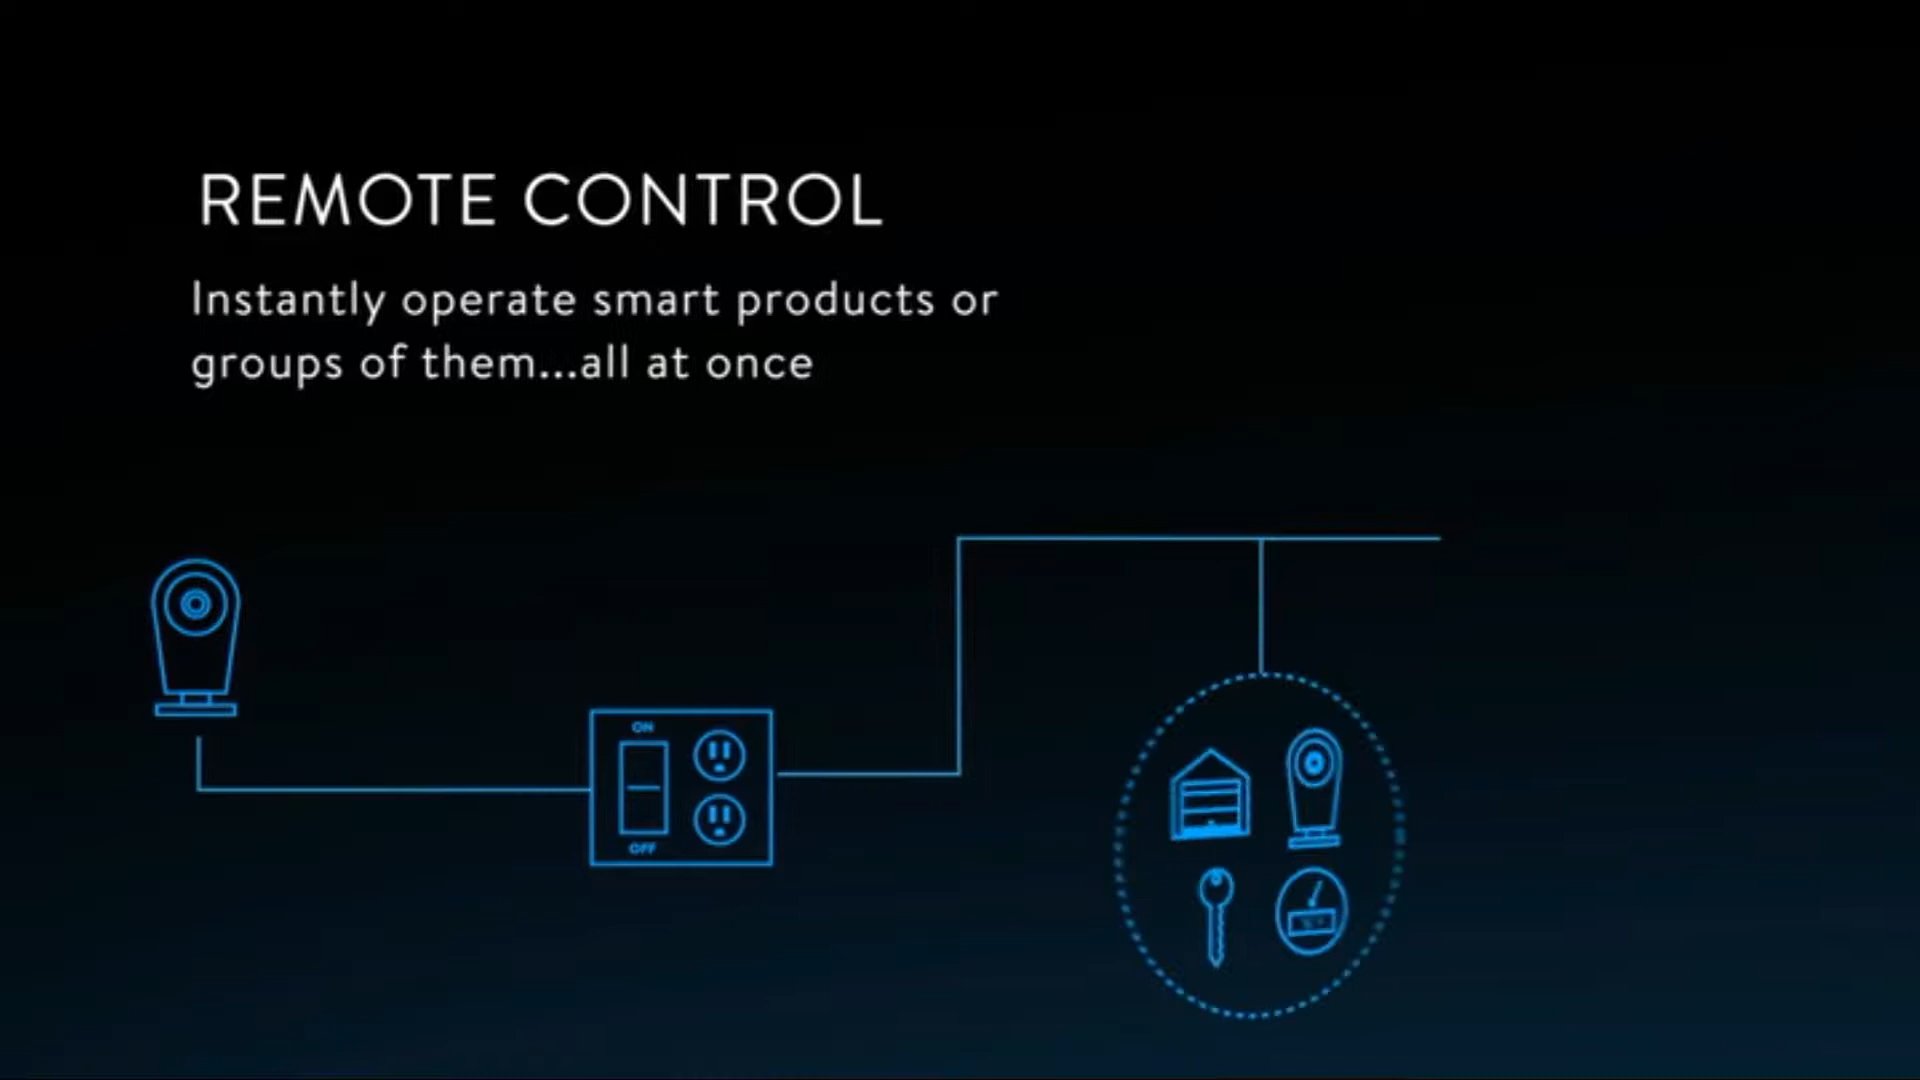 REMOTE CONTROL
Instantly operate smart products or
groups of them...all at once
ON
OFF